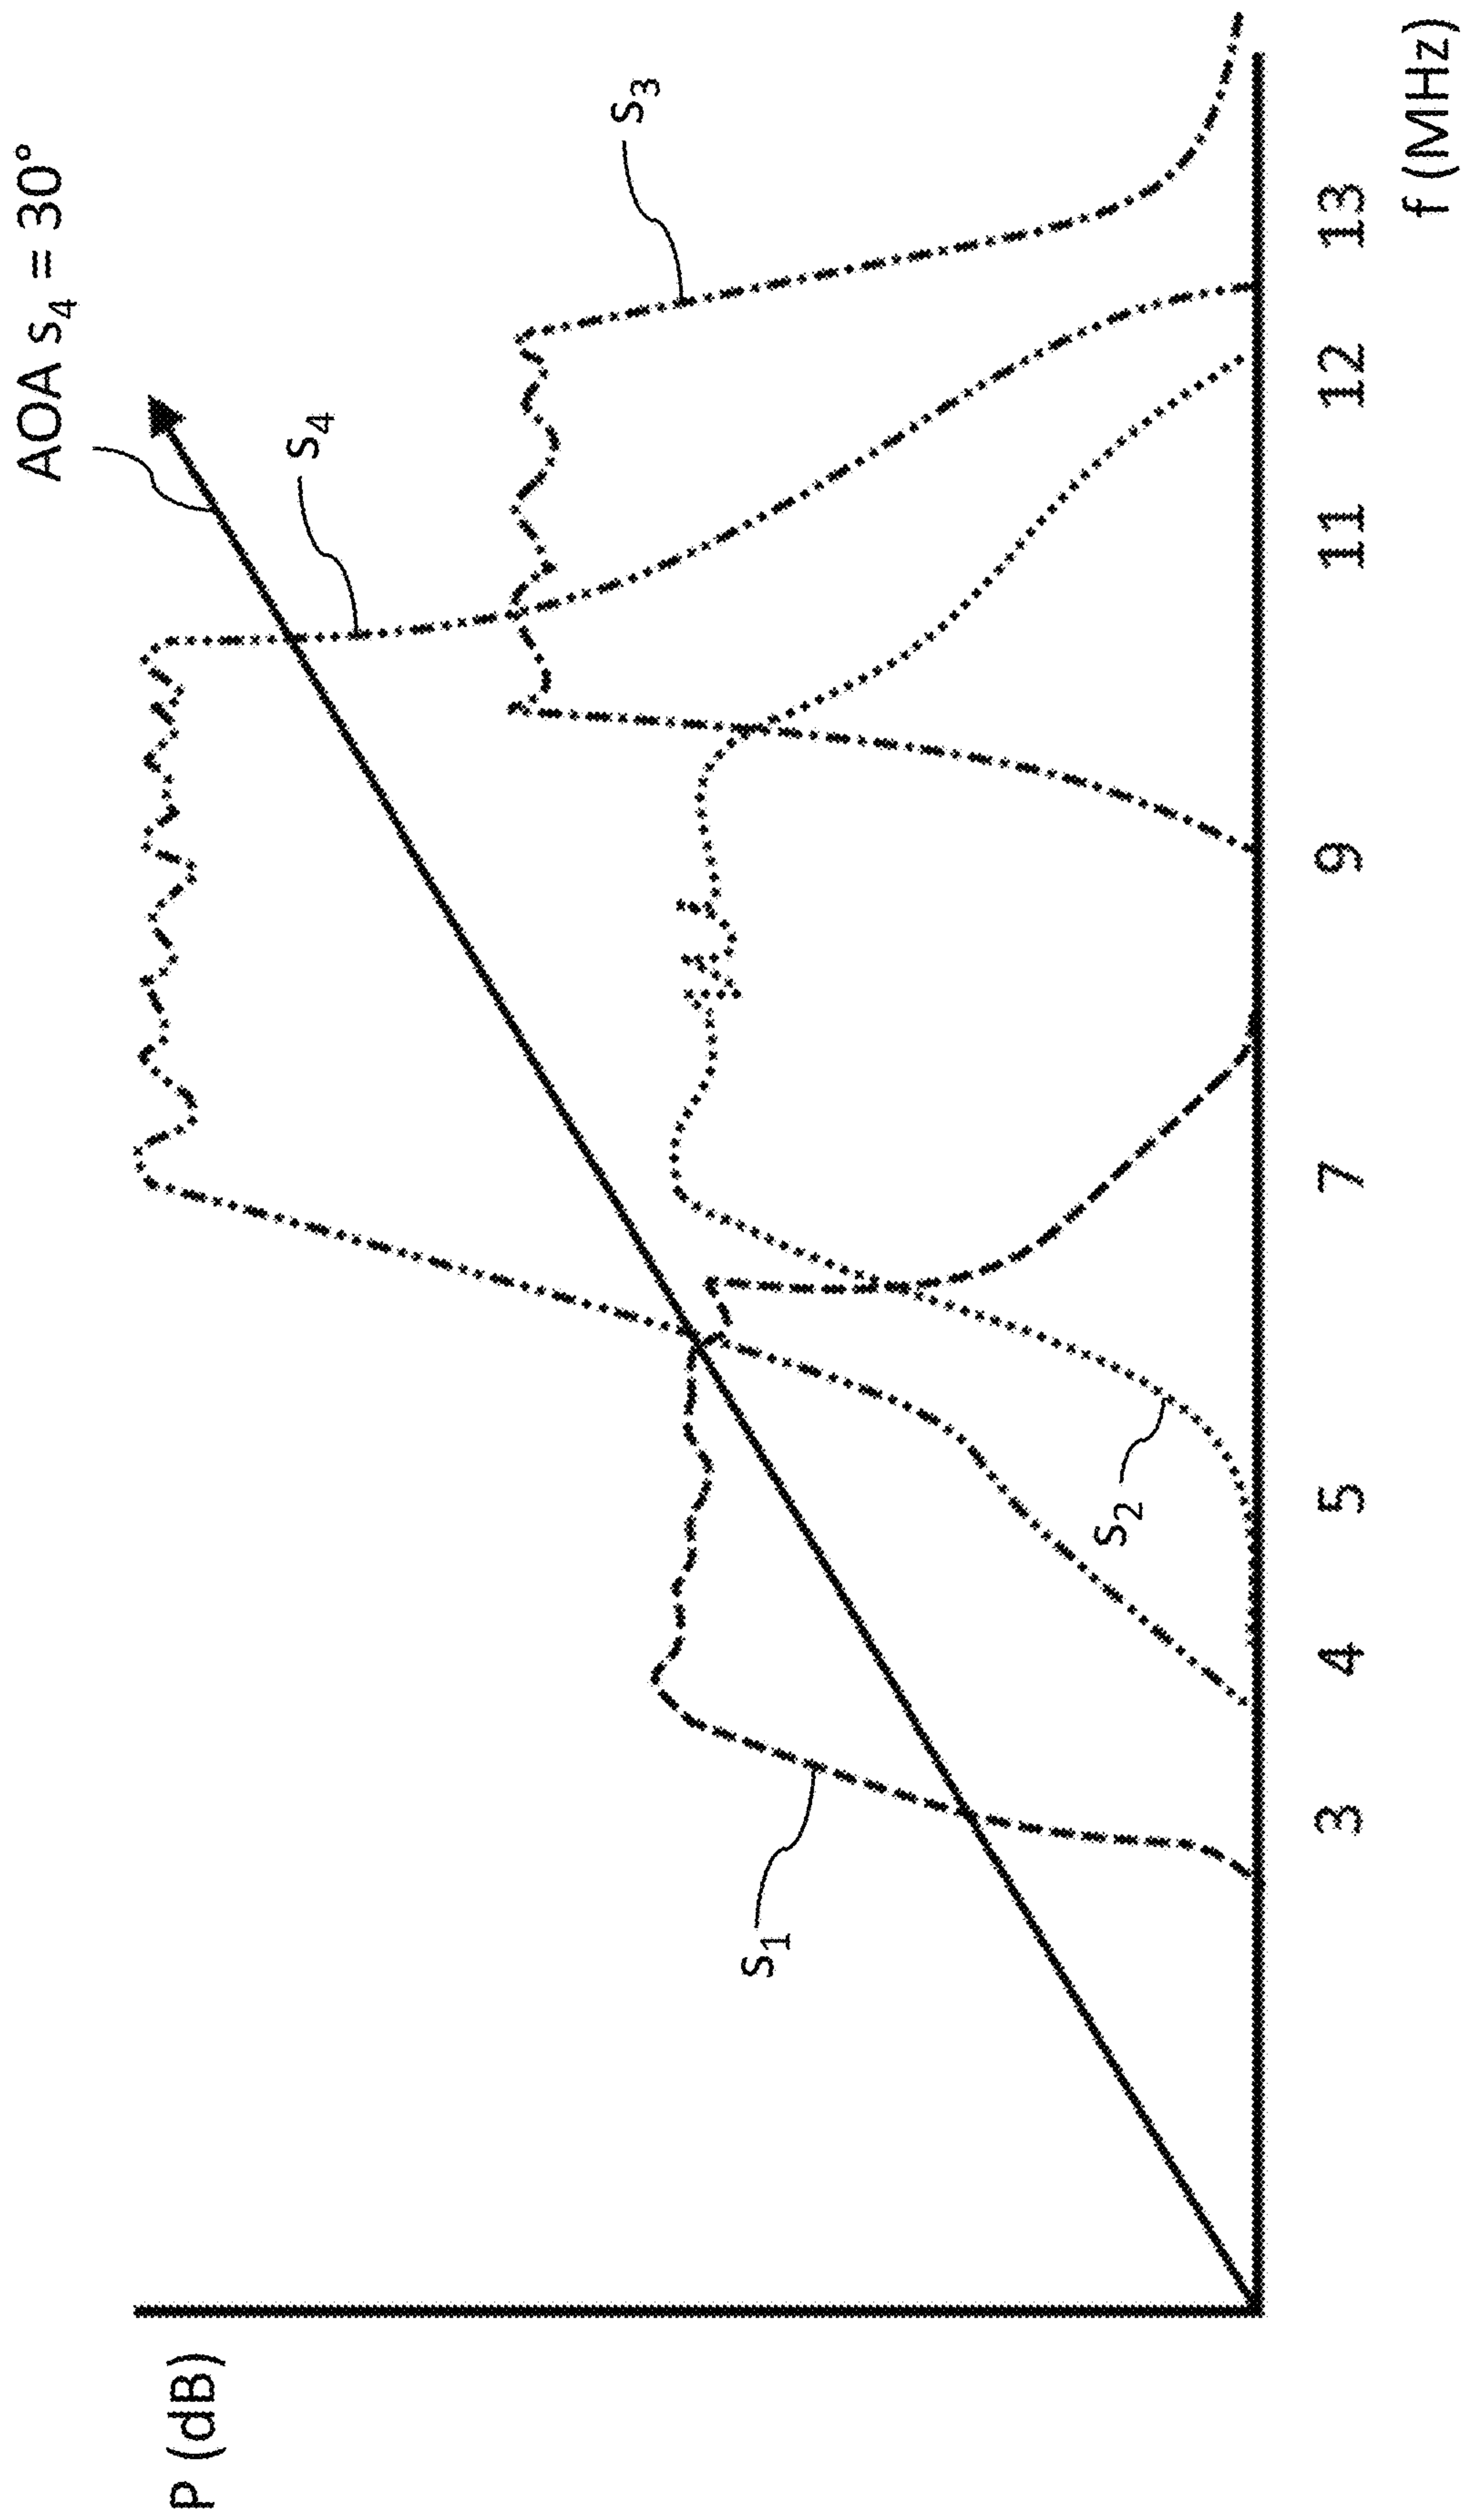 P (dB)
AOA s4 = 30°
s4
s3
s1
s2
3 4 5 7 9 11 12 13
f (MHz)